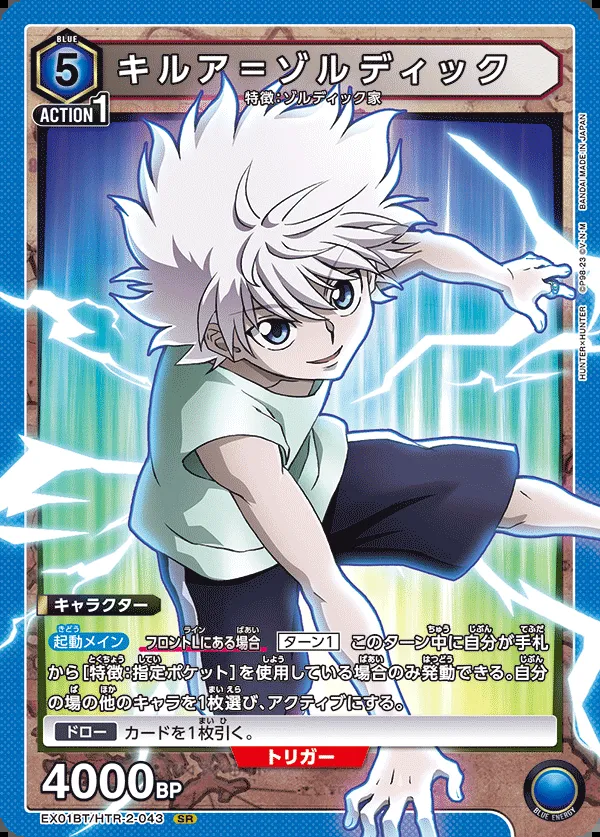 BLUE
5
キルア=ゾルディック
ACTION 1
特徴:ゾルディック家
HUNTER×HUNTER ©P98-23 ©V・N・M BANDAI MADE IN JAPAN
キャラクター
起動メイン フロントLにある場合 ターン1 このターン中に自分が手札
から[特徴:指定ポケット]を使用している場合のみ発動できる。自分
の場の他のキャラを1枚選び、アクティブにする。
ドロー カードを1枚引く。
トリガー
4000BP
BLUE ENERGY
EX01BT/HTR-2-043 SR